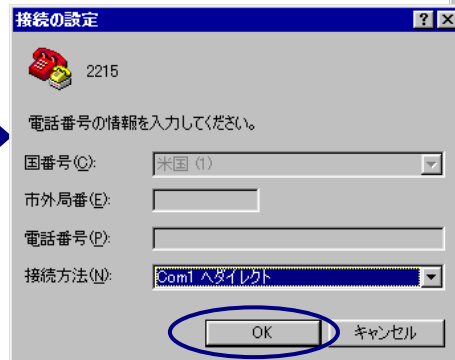 接続の設定
2215
電話番号の情報を入力してください。
国番号(C): 米国 (1)
市外局番(E):
電話番号(P):
接続方法(N): Com1 へダイレクト
OK キャンセル